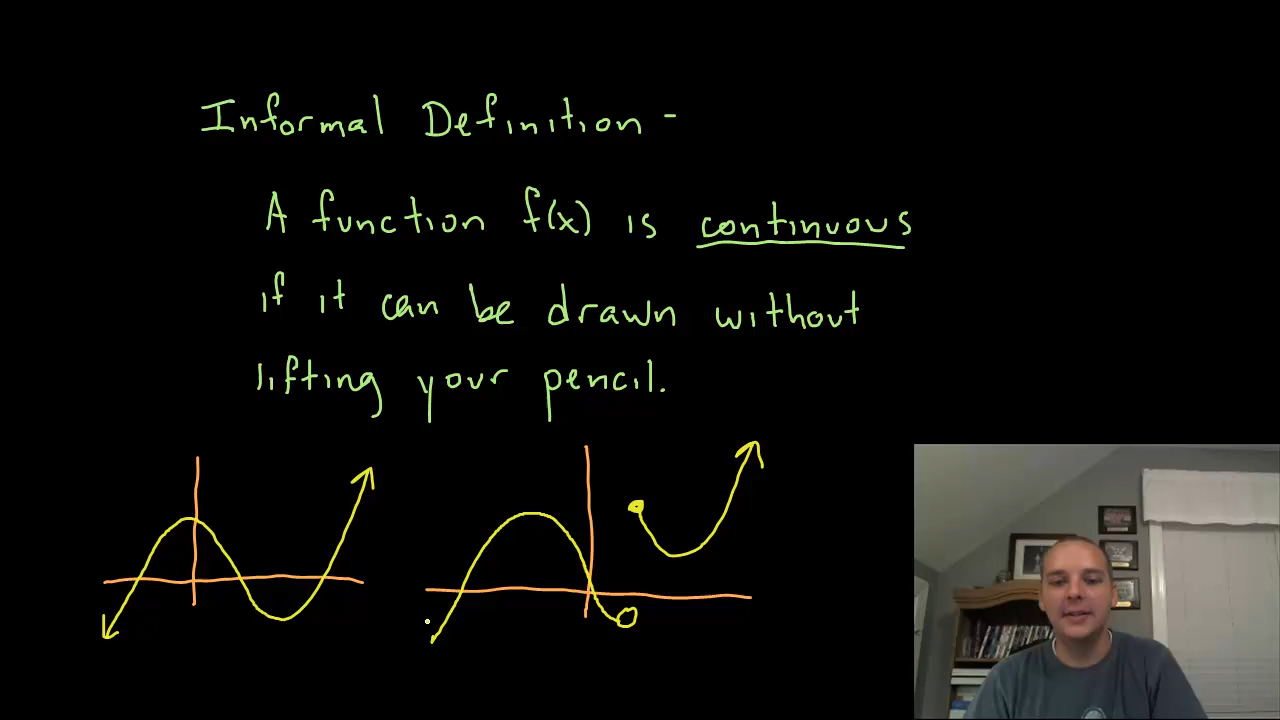 Informal Definition -
A function f(x) is continuous
if it can be drawn without
lifting your pencil.